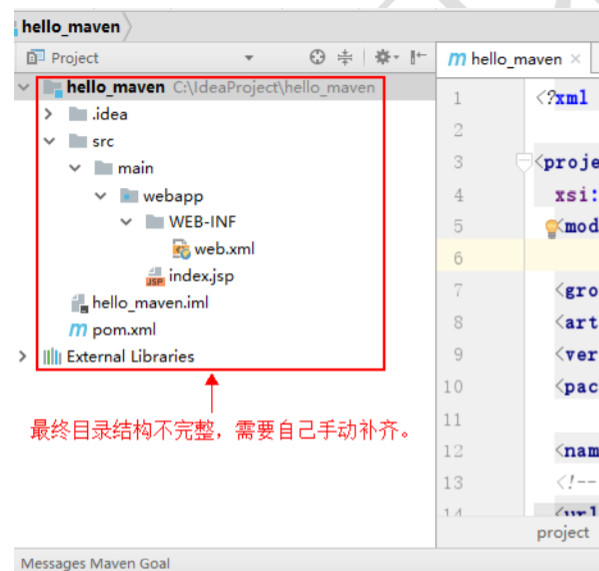 hello_maven
Project
hello_maven ×
hello_maven C:\IdeaProject\hello_maven
.idea
src
main
webapp
WEB-INF
web.xml
index.jsp
hello_maven.iml
pom.xml
External Libraries
最终目录结构不完整，需要自己手动补齐。
1 <?xml
2
3 <proje
4 xsi:
5 <mod
6
7 <gro
8 <art
9 <ver
10 <pac
11
12 <nam
13 <!--
14 <url
project
Messages Maven Goal